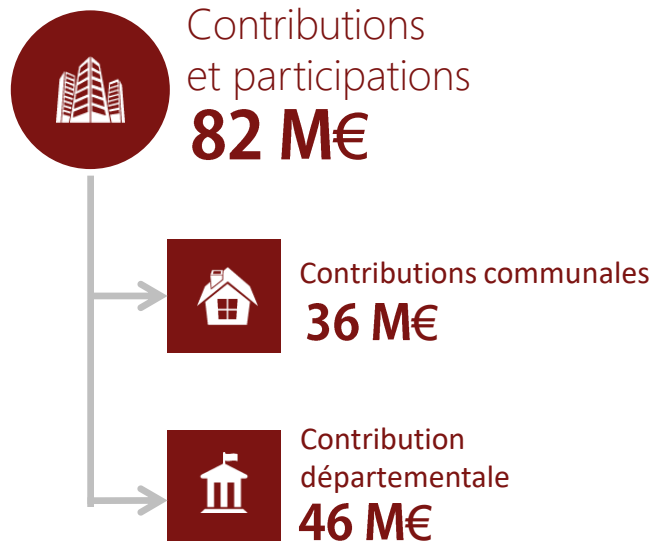 Contributions
et participations
82 M€
Contributions communales
36 M€
Contribution
départementale
46 M€